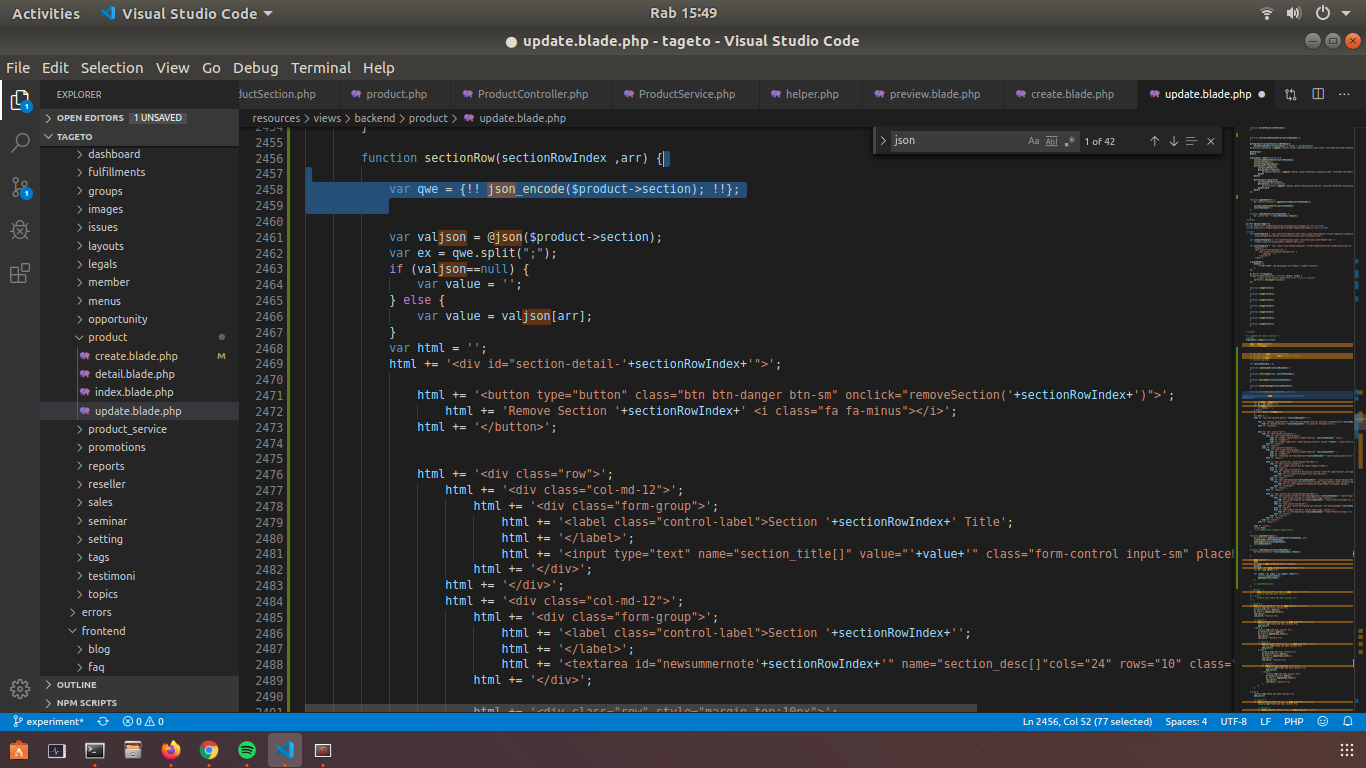 Activities Visual Studio Code Rab 15:49
● update.blade.php - tageto - Visual Studio Code
File Edit Selection View Go Debug Terminal Help
EXPLORER
OPEN EDITORS 1 UNSAVED
TAGETO
dashboard
fulfillments
groups
images
issues
layouts
legals
member
menus
opportunity
product
create.blade.php M
detail.blade.php
index.blade.php
update.blade.php
product_service
promotions
reports
reseller
sales
seminar
setting
tags
testimoni
topics
errors
frontend
blog
faq
OUTLINE
NPM SCRIPTS
ductSection.php product.php ProductController.php ProductService.php helper.php preview.blade.php create.blade.php update.blade.php ●
resources > views > backend > product > update.blade.php
json Aa Abl .* 1 of 42
2454 }
2455
2456 function sectionRow(sectionRowIndex ,arr) {
2457
2458 var qwe = {!! json_encode($product->section); !!};
2459
2460
2461 var valjson = @json($product->section);
2462 var ex = qwe.split(";");
2463 if (valjson==null) {
2464 var value = '';
2465 } else {
2466 var value = valjson[arr];
2467 }
2468 var html = '';
2469 html += '<div id="section-detail-'+sectionRowIndex+'">';
2470
2471 html += '<button type="button" class="btn btn-danger btn-sm" onclick="removeSection('+sectionRowIndex+')">';
2472 html += 'Remove Section '+sectionRowIndex+' <i class="fa fa-minus"></i>';
2473 html += '</button>';
2474
2475
2476 html += '<div class="row">';
2477 html += '<div class="col-md-12">';
2478 html += '<div class="form-group">';
2479 html += '<label class="control-label">Section '+sectionRowIndex+' Title';
2480 html += '</label>';
2481 html += '<input type="text" name="section_title[]" value="'+value+'" class="form-control input-sm" placeh
2482 html += '</div>';
2483 html += '</div>';
2484 html += '<div class="col-md-12">';
2485 html += '<div class="form-group">';
2486 html += '<label class="control-label">Section '+sectionRowIndex+'';
2487 html += '</label>';
2488 html += '<textarea id="newsummernote'+sectionRowIndex+'" name="section_desc[]"cols="24" rows="10" class=
2489 html += '</div>';
2490
2491 html += '<div class="row" style="margin-top:10px">';
experiment* 0 0 Ln 2456, Col 52 (77 selected) Spaces: 4 UTF-8 LF PHP